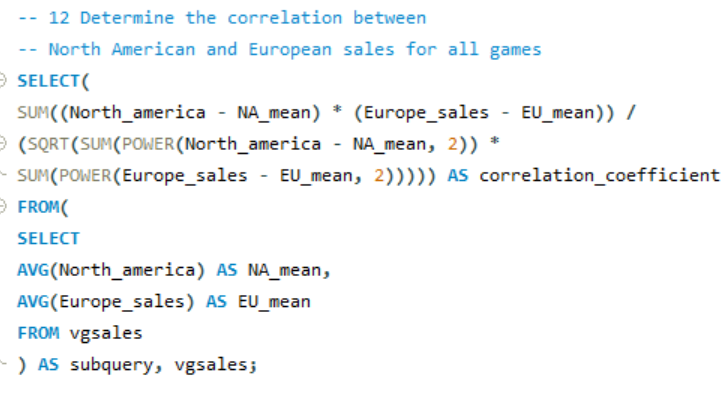 -- 12 Determine the correlation between
-- North American and European sales for all games
SELECT(
SUM((North_america - NA_mean) * (Europe_sales - EU_mean)) /
(SQRT(SUM(POWER(North_america - NA_mean, 2)) *
SUM(POWER(Europe_sales - EU_mean, 2))))) AS correlation_coefficient
FROM(
SELECT
AVG(North_america) AS NA_mean,
AVG(Europe_sales) AS EU_mean
FROM vgsales
) AS subquery, vgsales;